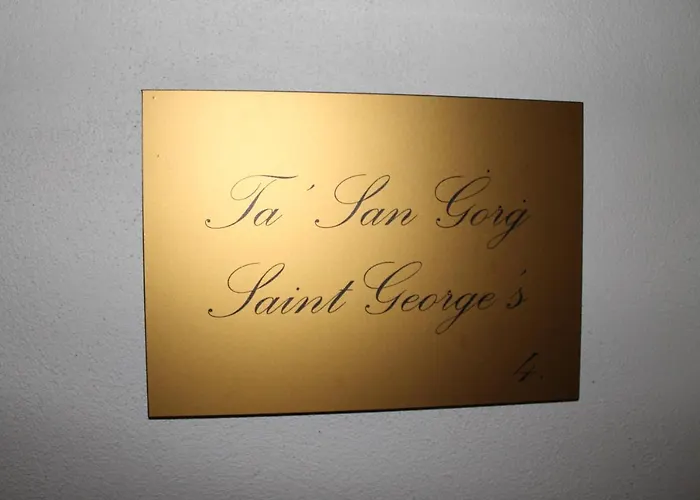 Ta' San Ġorġ
Saint George's
4.